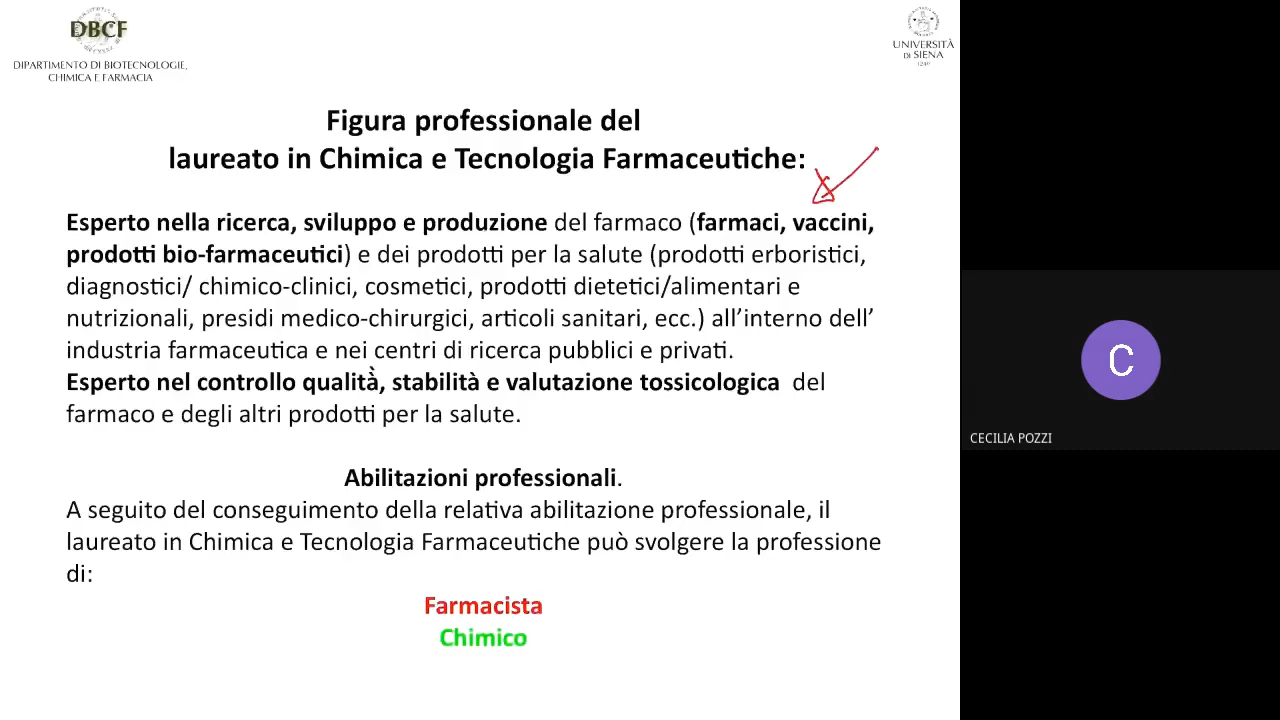 DBCF
DIPARTIMENTO DI BIOTECNOLOGIE,
CHIMICA E FARMACIA
UNIVERSITÀ
DI SIENA
1240
Figura professionale del
laureato in Chimica e Tecnologia Farmaceutiche:
Esperto nella ricerca, sviluppo e produzione del farmaco (farmaci, vaccini,
prodotti bio-farmaceutici) e dei prodotti per la salute (prodotti erboristici,
diagnostici/ chimico-clinici, cosmetici, prodotti dietetici/alimentari e
nutrizionali, presidi medico-chirurgici, articoli sanitari, ecc.) all’interno dell’
industria farmaceutica e nei centri di ricerca pubblici e privati.
Esperto nel controllo qualità̀, stabilità e valutazione tossicologica del
farmaco e degli altri prodotti per la salute.
Abilitazioni professionali.
A seguito del conseguimento della relativa abilitazione professionale, il
laureato in Chimica e Tecnologia Farmaceutiche può svolgere la professione
di:
Farmacista
Chimico
C
CECILIA POZZI